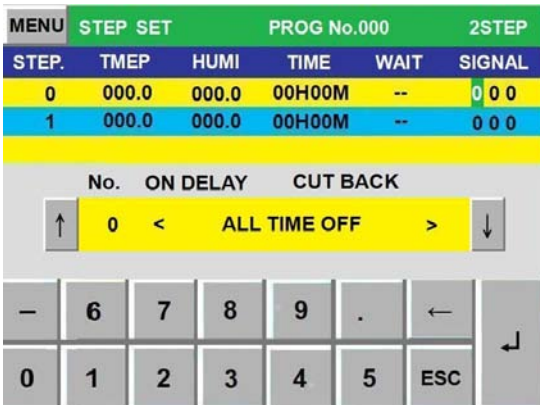 MENU STEP SET PROG No.000 2STEP
STEP. TMEP HUMI TIME WAIT SIGNAL
0 000.0 000.0 00H00M -- 0 0 0
1 000.0 000.0 00H00M -- 0 0 0
No. ON DELAY CUT BACK
↑ 0 < ALL TIME OFF > ↓
– 6 7 8 9 . ← ↵
0 1 2 3 4 5 ESC